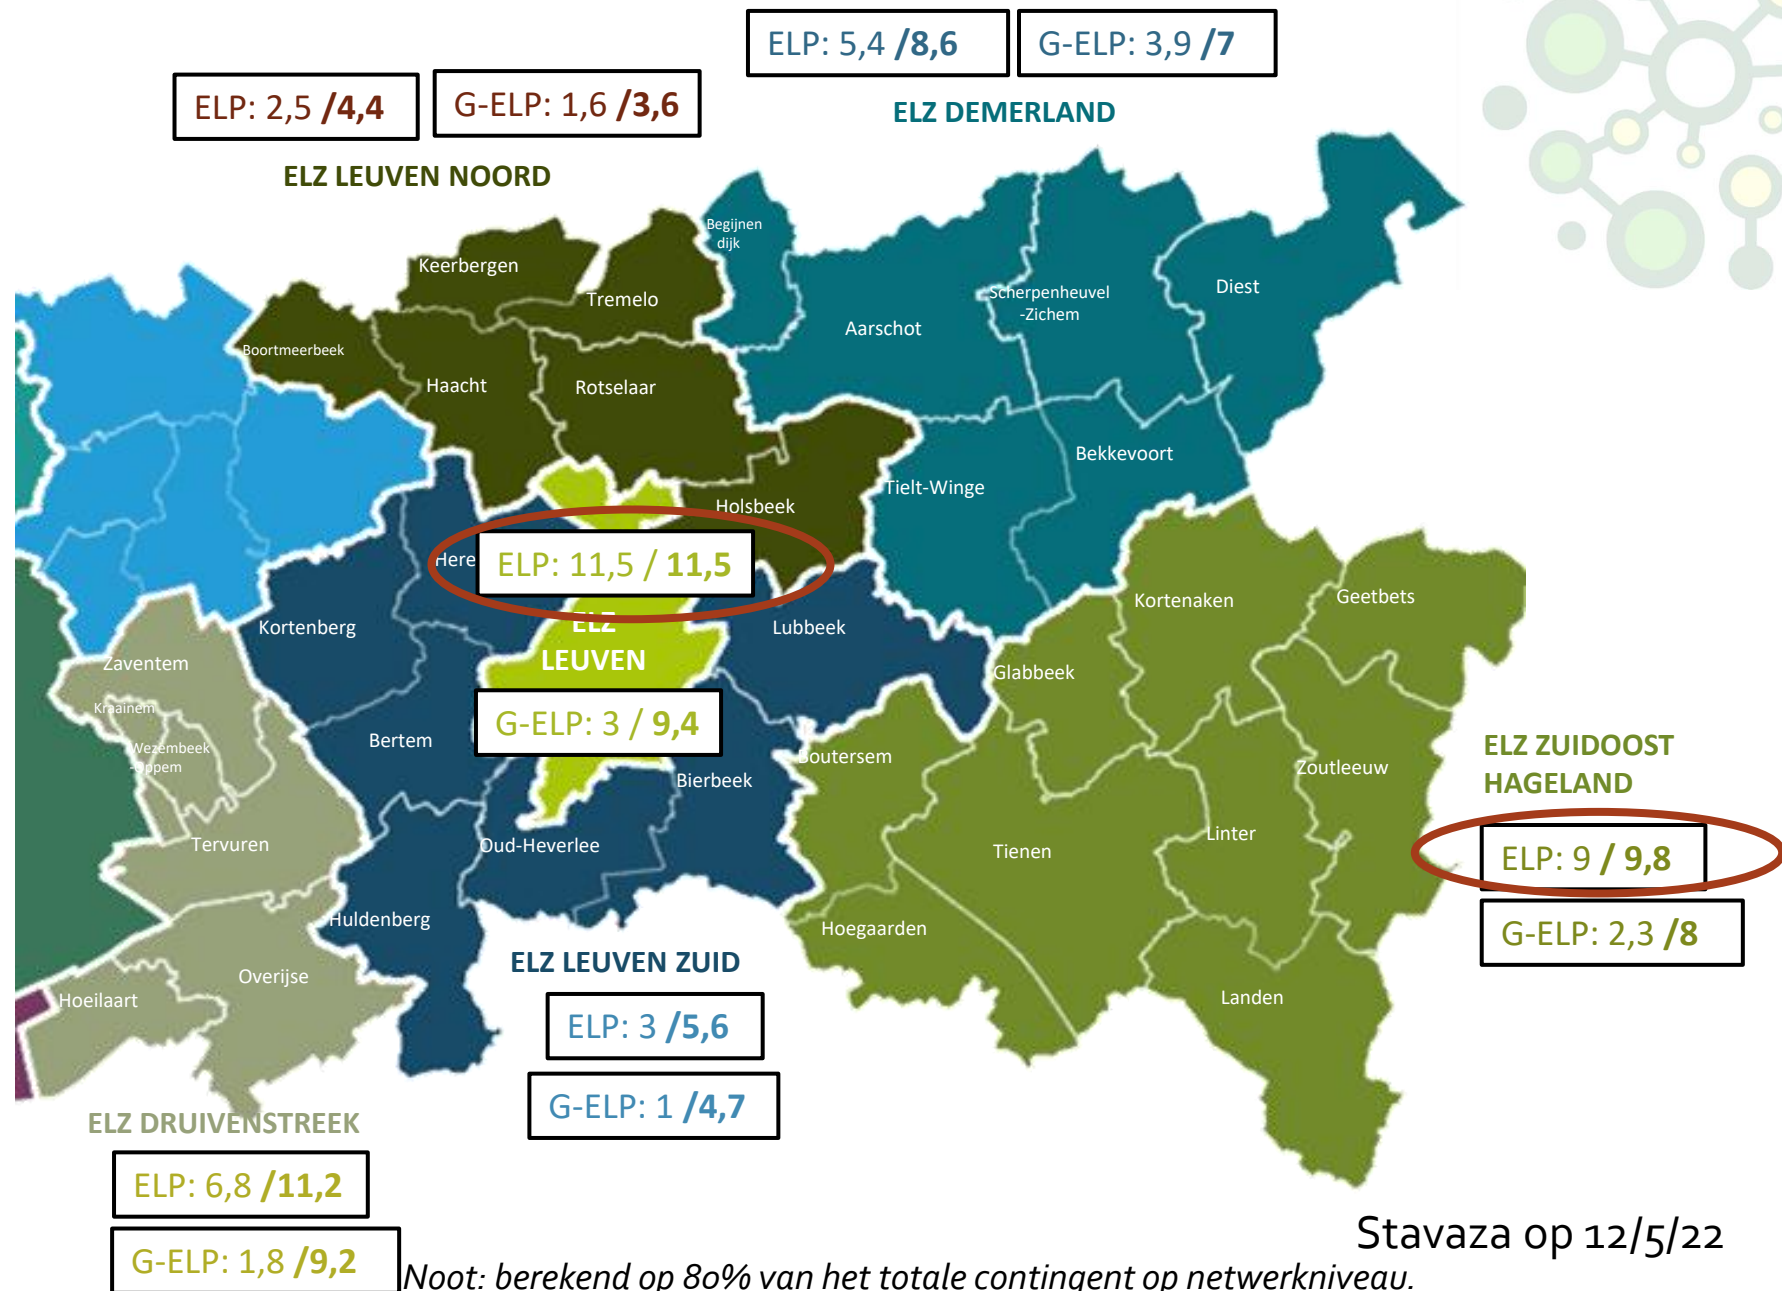 ELP: 5,4 /8,6
G-ELP: 3,9 /7
ELP: 2,5 /4,4
G-ELP: 1,6 /3,6
ELZ DEMERLAND
ELZ LEUVEN NOORD
Begijnen
dijk
Keerbergen
Tremelo
Scherpenheuvel
-Zichem
Diest
Aarschot
Boortmeerbeek
Haacht
Rotselaar
Bekkevoort
Tielt-Winge
Holsbeek
Here
ELP: 11,5 / 11,5
Kortenberg
ELZ
LEUVEN
Lubbeek
Kortenaken
Geetbets
Zaventem
Glabbeek
Kraainem
G-ELP: 3 / 9,4
Wezembeek
-Oppem
Bertem
Bierbeek
Boutersem
Zoutleeuw
ELZ ZUIDOOST
HAGELAND
Tervuren
Oud-Heverlee
Tienen
Linter
ELP: 9 / 9,8
Huldenberg
Hoegaarden
G-ELP: 2,3 /8
ELZ LEUVEN ZUID
Overijse
Hoeilaart
Landen
ELP: 3 /5,6
G-ELP: 1 /4,7
ELZ DRUIVENSTREEK
ELP: 6,8 /11,2
G-ELP: 1,8 /9,2
Stavaza op 12/5/22
Noot: berekend op 80% van het totale contingent op netwerkniveau.